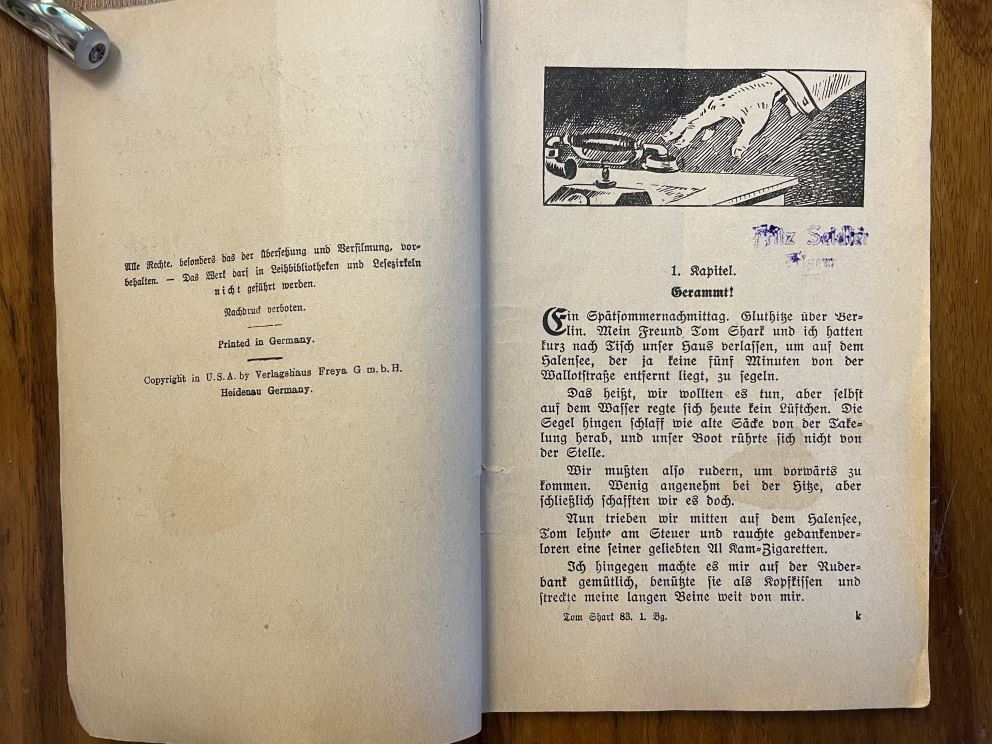 Alle Rechte, besonders das der Übersetzung und Verfilmung, vor-
behalten. — Das Werk darf in Leihbibliotheken und Lesezirkeln
nicht geführt werden.
Nachdruck verboten.
Printed in Germany.
Copyright in U.S.A. by Verlagshaus Freya G m. b. H.
Heidenau Germany.
Fritz
1. Kapitel.
Gerammt!
Ein Spätsommernachmittag. Gluthitze über Ber-
lin. Mein Freund Tom Shark und ich hatten
kurz nach Tisch unser Haus verlassen, um auf dem
Halensee, der ja keine fünf Minuten von der
Wallotstraße entfernt liegt, zu segeln.
Das heißt, wir wollten es tun, aber selbst
auf dem Wasser regte sich heute kein Lüftchen. Die
Segel hingen schlaff wie alte Säcke von der Take-
lung herab, und unser Boot rührte sich nicht von
der Stelle.
Wir mußten also rudern, um vorwärts zu
kommen. Wenig angenehm bei der Hitze, aber
schließlich schafften wir es doch.
Nun trieben wir mitten auf dem Halensee,
Tom lehnte am Steuer und rauchte gedankenver-
loren eine seiner geliebten Al Kam-Zigaretten.
Ich hingegen machte es mir auf der Ruder-
bank gemütlich, benützte sie als Kopfkissen und
streckte meine langen Beine weit von mir.
Tom Shark 83. 1. Bg.
k